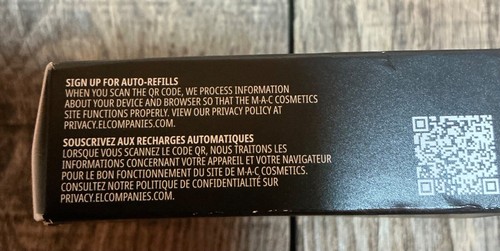 SIGN UP FOR AUTO-REFILLS
WHEN YOU SCAN THE QR CODE, WE PROCESS INFORMATION
ABOUT YOUR DEVICE AND BROWSER SO THAT THE M·A·C COSMETICS
SITE FUNCTIONS PROPERLY. VIEW OUR PRIVACY POLICY AT
PRIVACY.ELCOMPANIES.COM.
SOUSCRIVEZ AUX RECHARGES AUTOMATIQUES
LORSQUE VOUS SCANNEZ LE CODE QR, NOUS TRAITONS LES
INFORMATIONS CONCERNANT VOTRE APPAREIL ET VOTRE NAVIGATEUR
POUR LE BON FONCTIONNEMENT DU SITE DE M·A·C COSMETICS.
CONSULTEZ NOTRE POLITIQUE DE CONFIDENTIALITÉ SUR
PRIVACY.ELCOMPANIES.COM.